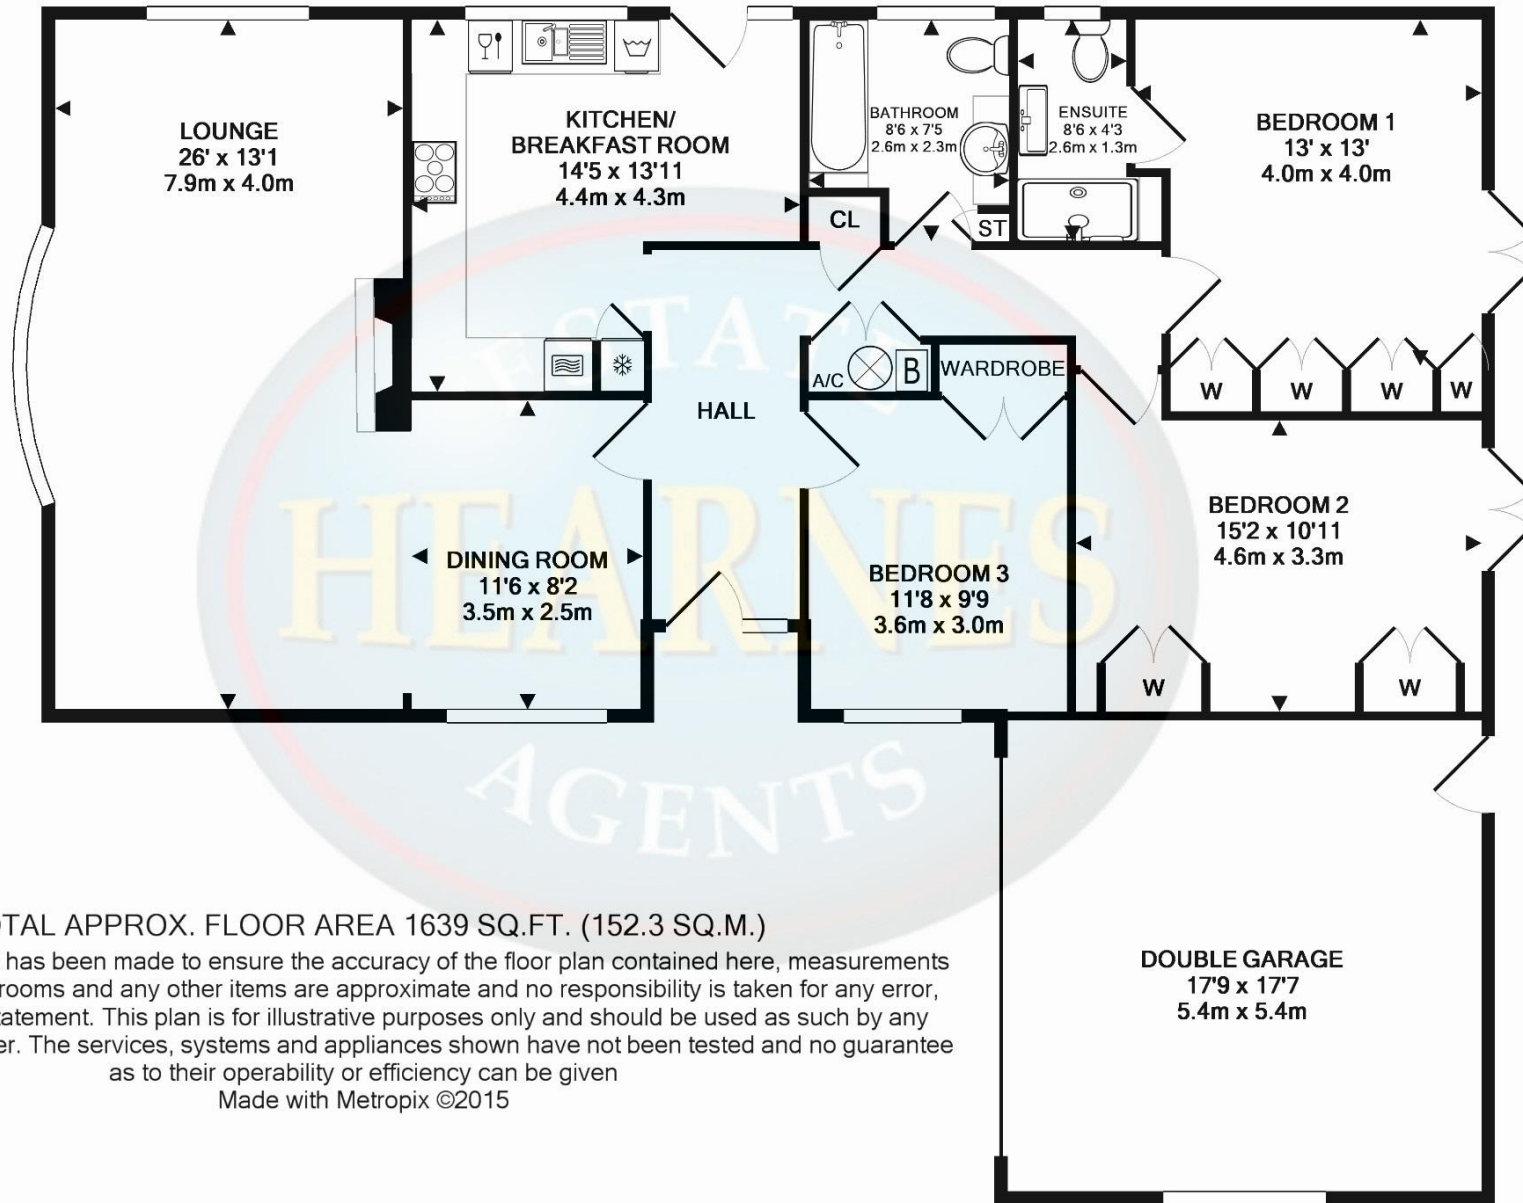 LOUNGE
26' x 13'1
7.9m x 4.0m
KITCHEN/
BREAKFAST ROOM
14'5 x 13'11
4.4m x 4.3m
BATHROOM
8'6 x 7'5
2.6m x 2.3m
ENSUITE
8'6 x 4'3
2.6m x 1.3m
BEDROOM 1
13' x 13'
4.0m x 4.0m
CL
ST
A/C
B
WARDROBE
W
W
W
W
HALL
DINING ROOM
11'6 x 8'2
3.5m x 2.5m
BEDROOM 3
11'8 x 9'9
3.6m x 3.0m
BEDROOM 2
15'2 x 10'11
4.6m x 3.3m
W
W
ESTATE
HEARNES
AGENTS
DOUBLE GARAGE
17'9 x 17'7
5.4m x 5.4m
OTAL APPROX. FLOOR AREA 1639 SQ.FT. (152.3 SQ.M.)
has been made to ensure the accuracy of the floor plan contained here, measurements
rooms and any other items are approximate and no responsibility is taken for any error,
tatement. This plan is for illustrative purposes only and should be used as such by any
er. The services, systems and appliances shown have not been tested and no guarantee
as to their operability or efficiency can be given
Made with Metropix ©2015